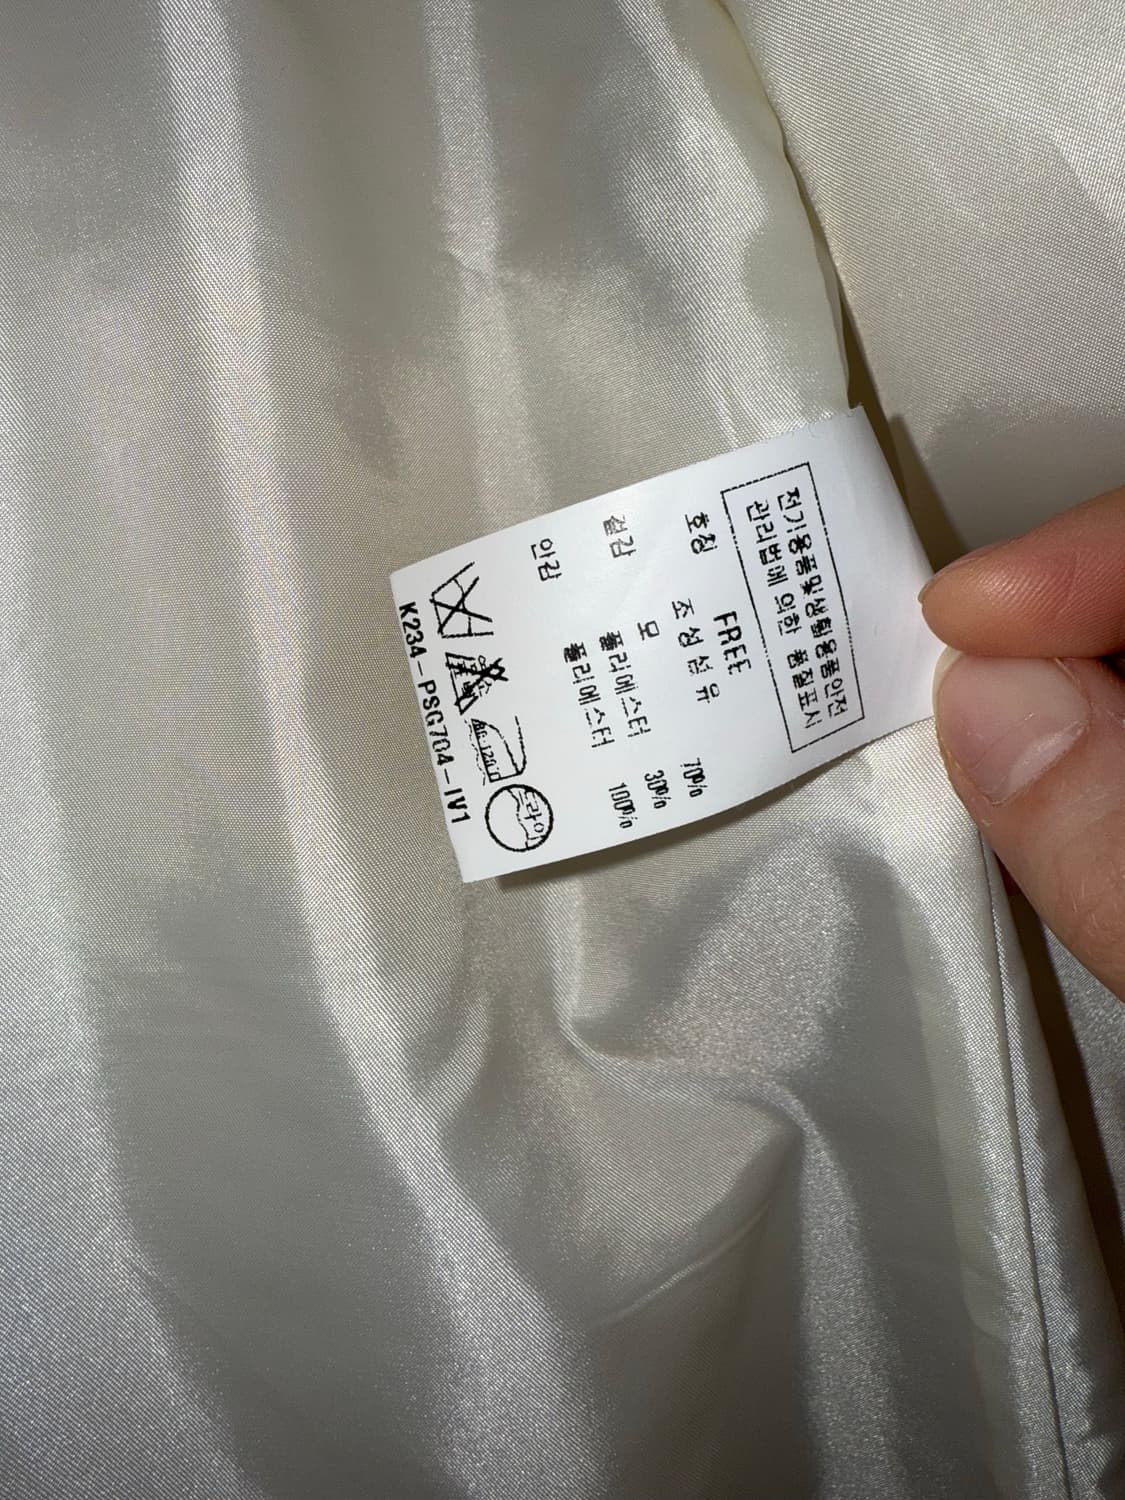 전기용품및생활용품안전
관리법에 의한 품질표시
호칭 FREE
조성섬유
겉감 모 70%
폴리에스터 30%
안감 폴리에스터 100%
드라이
K234-PSG704-IV1